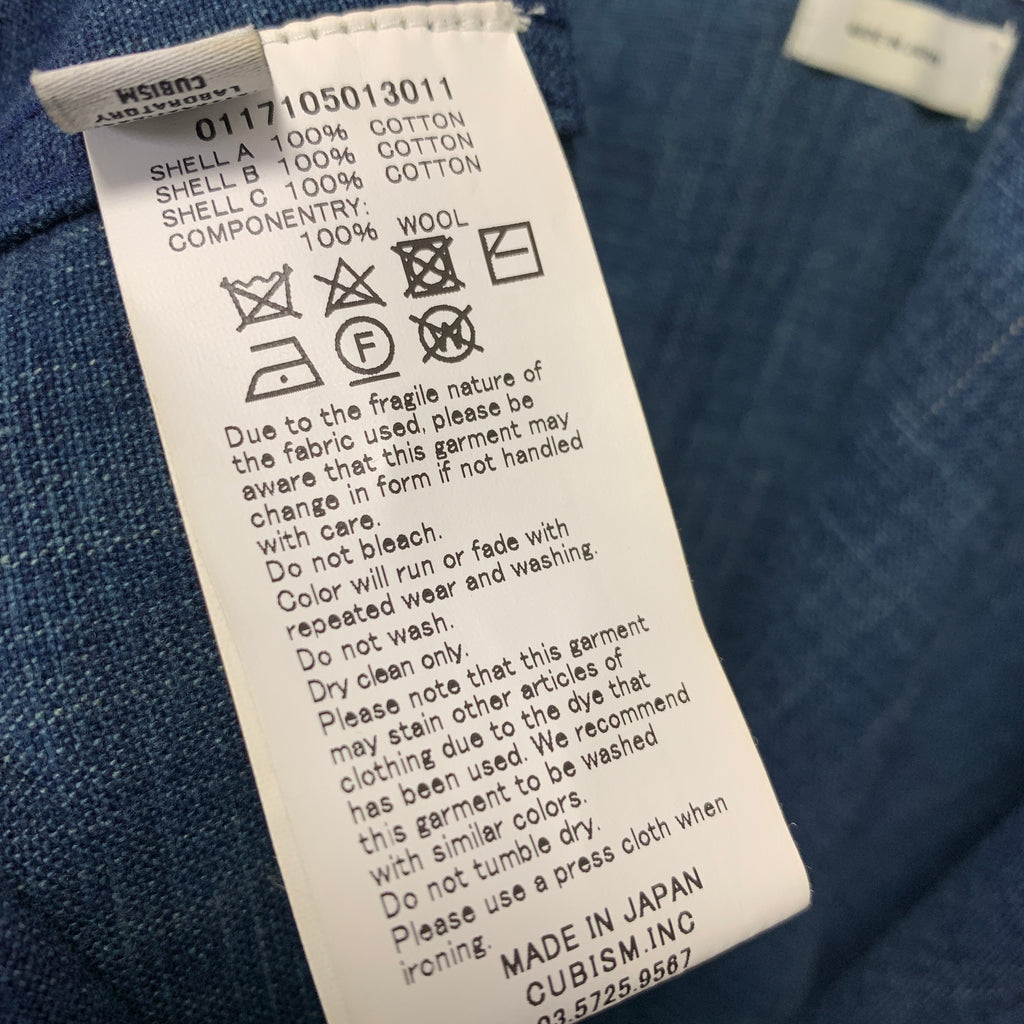 LABORATORY
CUBISM
0117105013011
SHELL A 100% COTTON
SHELL B 100% COTTON
SHELL C 100% COTTON
COMPONENTRY:
100% WOOL
F
W
Due to the fragile nature of
the fabric used, please be
aware that this garment may
change in form if not handled
with care.
Do not bleach.
Color will run or fade with
repeated wear and washing.
Do not wash.
Dry clean only.
Please note that this garment
may stain other articles of
clothing due to the dye that
has been used. We recommend
this garment to be washed
with similar colors.
Do not tumble dry.
Please use a press cloth when
ironing.
MADE IN JAPAN
CUBISM.INC
03.5725.9567